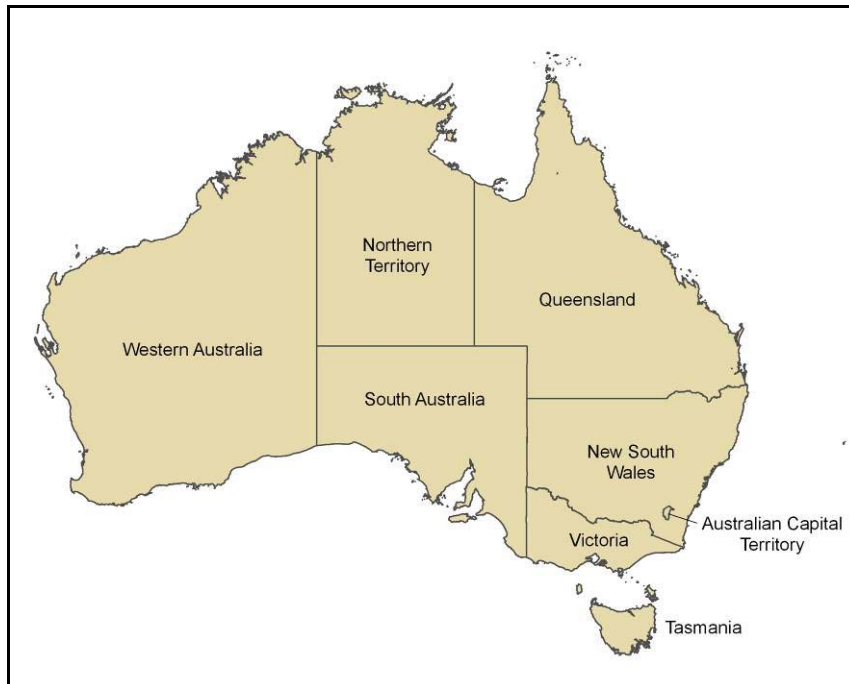 Northern
Territory
Queensland
Western Australia
South Australia
New South
Wales
Australian Capital
Territory
Victoria
Tasmania